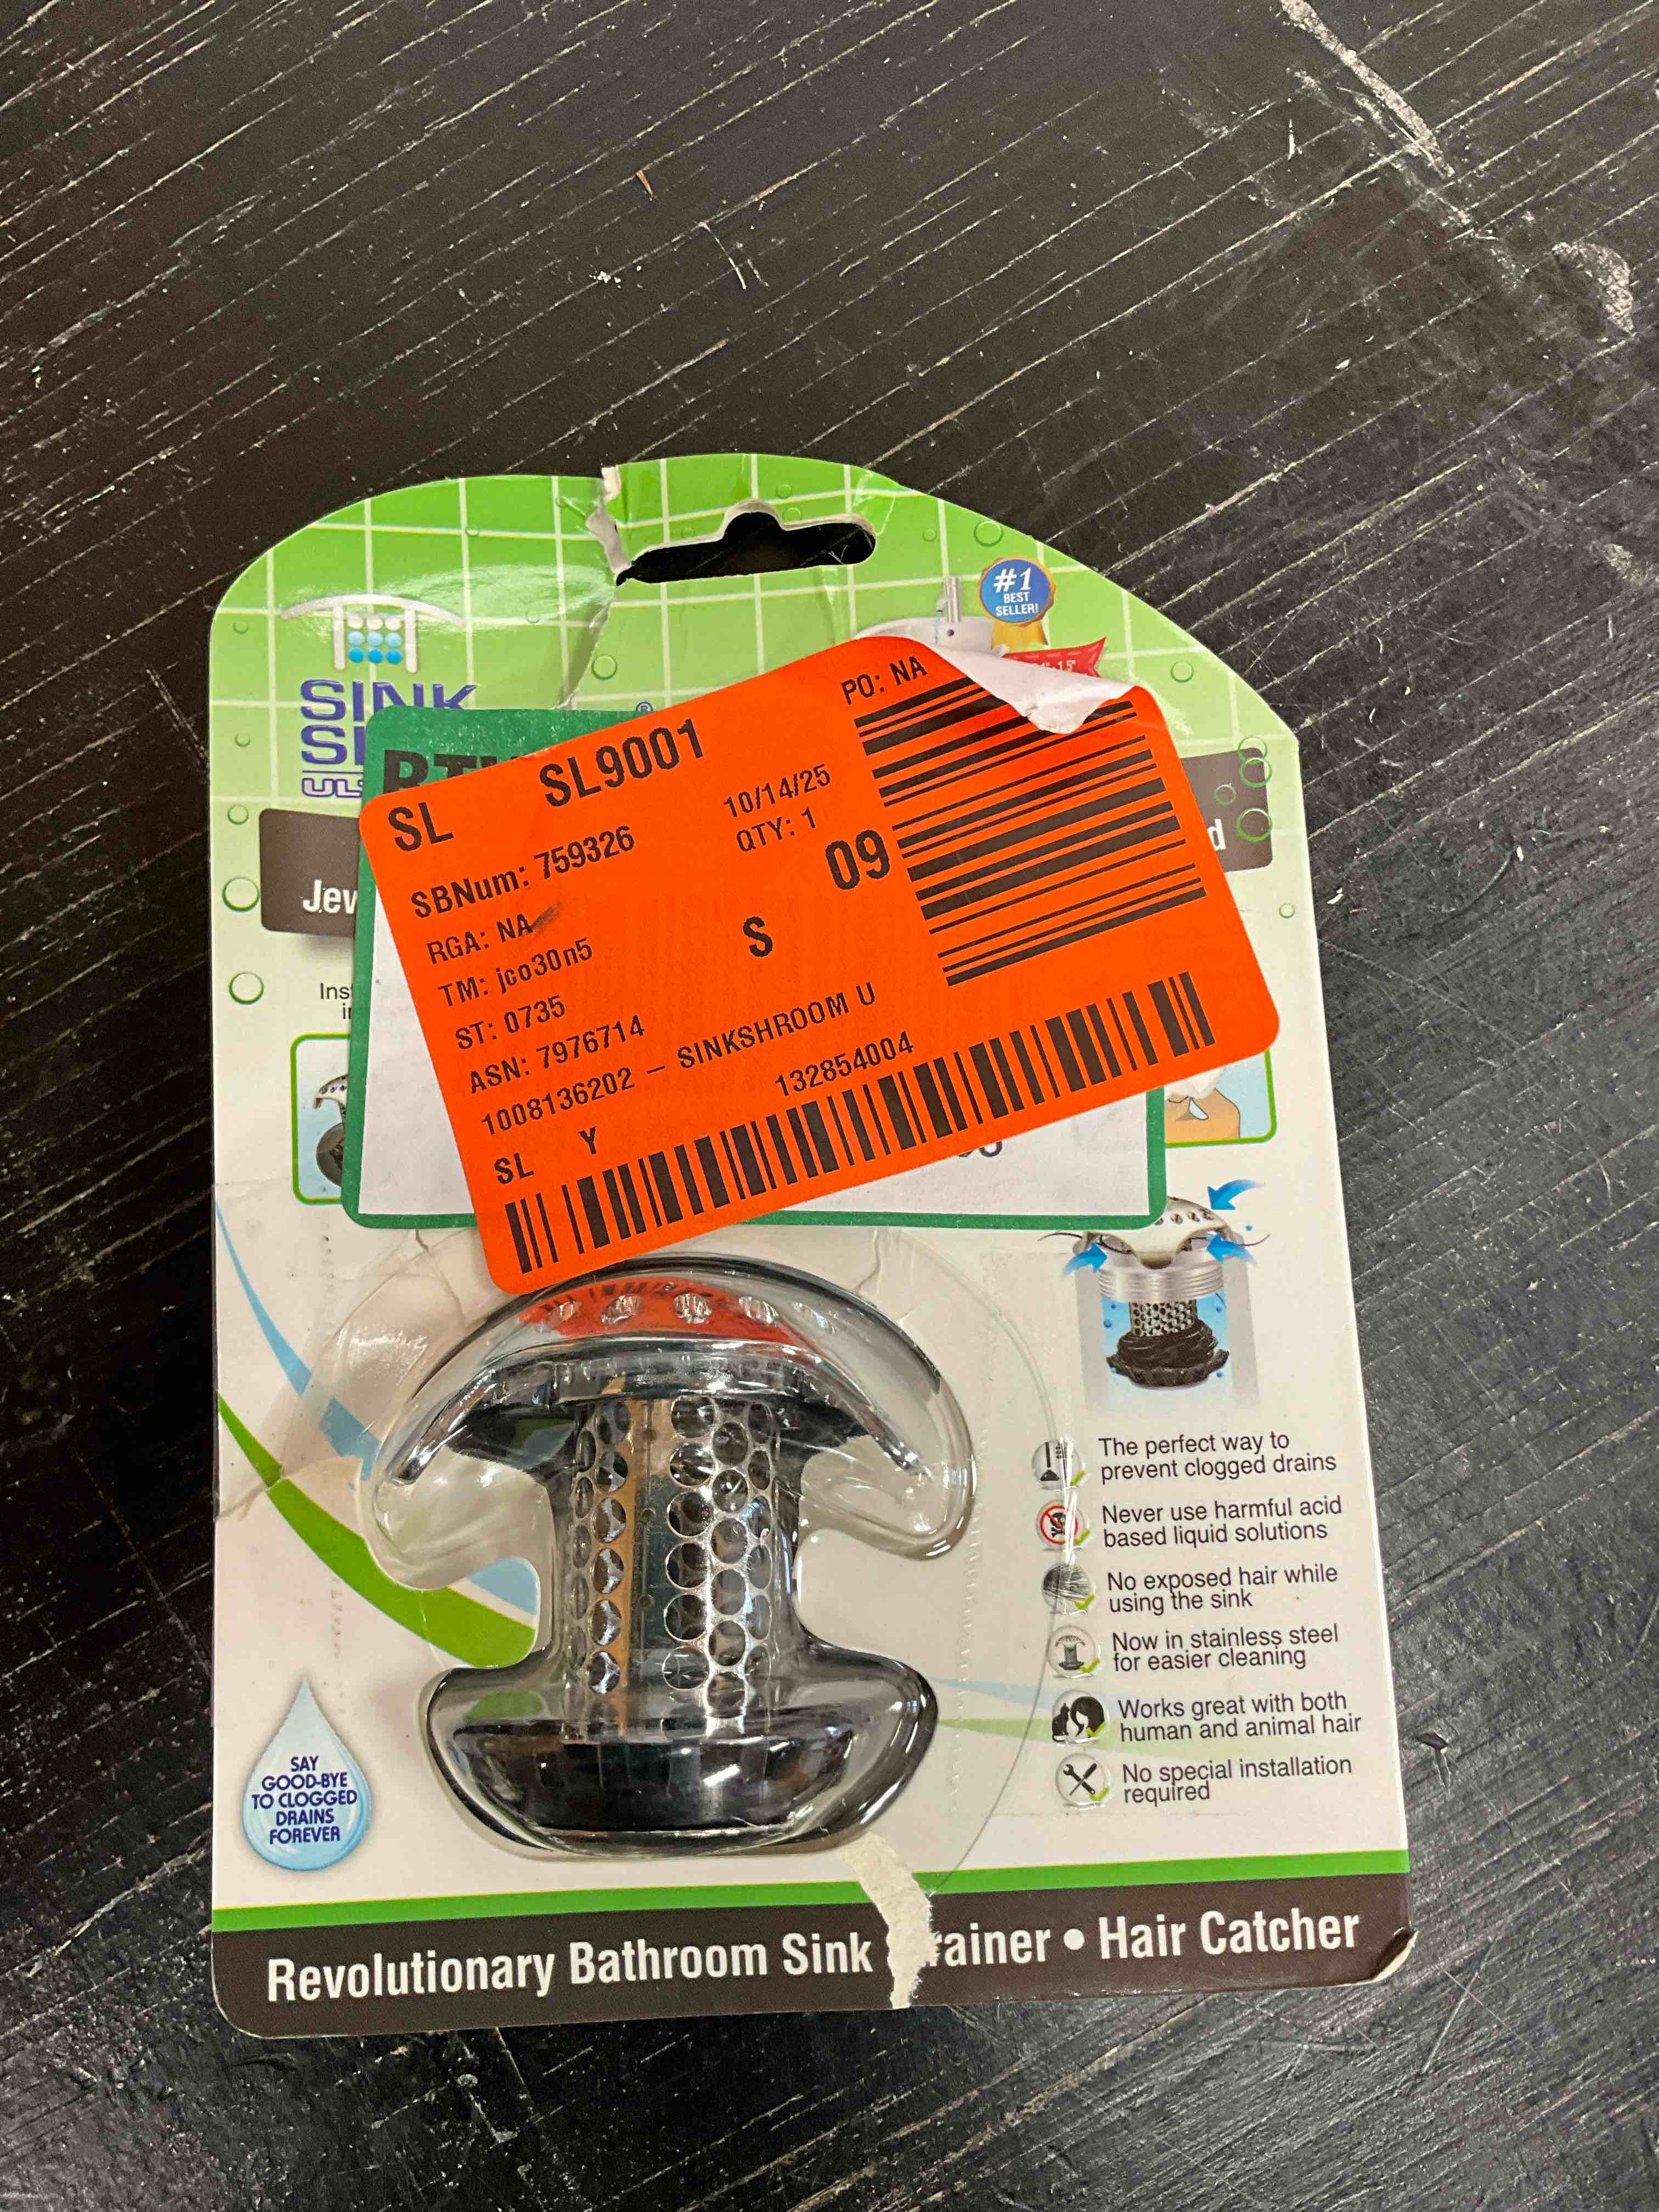 #1
BEST
SELLER!
1.5"
SINK
ULT
®
Jew
PO: NA
SL SL9001
SBNum: 759326 10/14/25
RGA: NA QTY: 1
TM: jco30n5 S 09
ST: 0735
ASN: 7976714
1008136202 – SINKSHROOM U
SL Y 132854004
The perfect way to
prevent clogged drains
Never use harmful acid
based liquid solutions
No exposed hair while
using the sink
Now in stainless steel
for easier cleaning
Works great with both
human and animal hair
No special installation
required
SAY
GOOD-BYE
TO CLOGGED
DRAINS
FOREVER
Revolutionary Bathroom Sink rainer • Hair Catcher